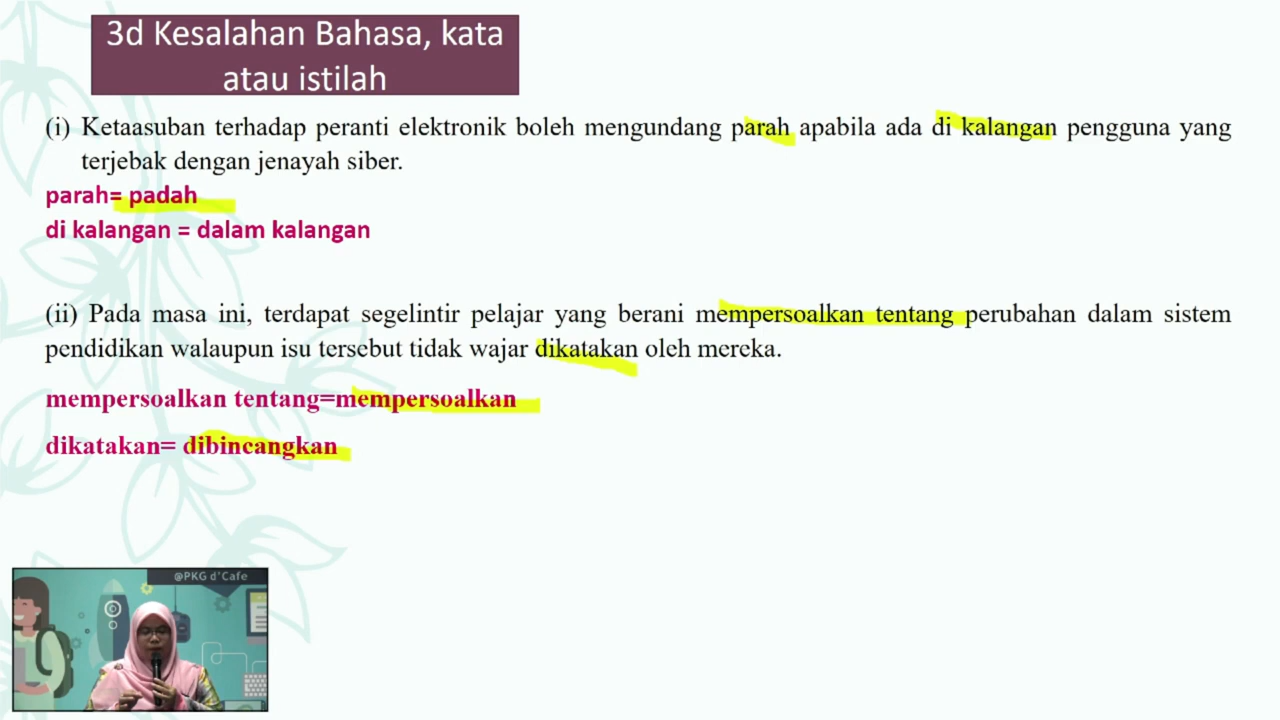 3d Kesalahan Bahasa, kata
atau istilah
(i) Ketaasuban terhadap peranti elektronik boleh mengundang parah apabila ada di kalangan pengguna yang
terjebak dengan jenayah siber.
parah= padah
di kalangan = dalam kalangan
(ii) Pada masa ini, terdapat segelintir pelajar yang berani mempersoalkan tentang perubahan dalam sistem
pendidikan walaupun isu tersebut tidak wajar dikatakan oleh mereka.
mempersoalkan tentang=mempersoalkan
dikatakan= dibincangkan
@PKG d'Cafe